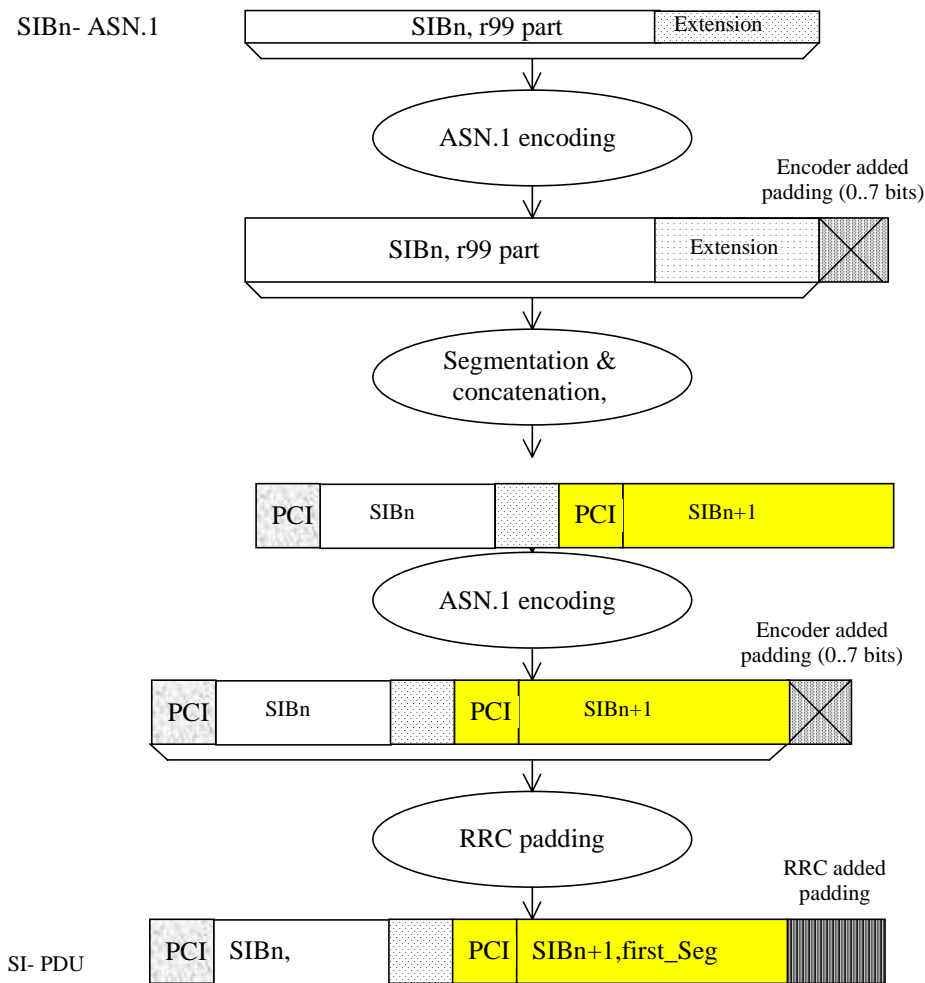 SIBn- ASN.1
SIBn, r99 part
Extension
ASN.1 encoding
Encoder added
padding (0..7 bits)
SIBn, r99 part
Extension
Segmentation &
concatenation,
PCI SIBn PCI SIBn+1
ASN.1 encoding
Encoder added
padding (0..7 bits)
PCI SIBn PCI SIBn+1
RRC padding
RRC added
padding
SI- PDU
PCI SIBn, PCI SIBn+1,first_Seg